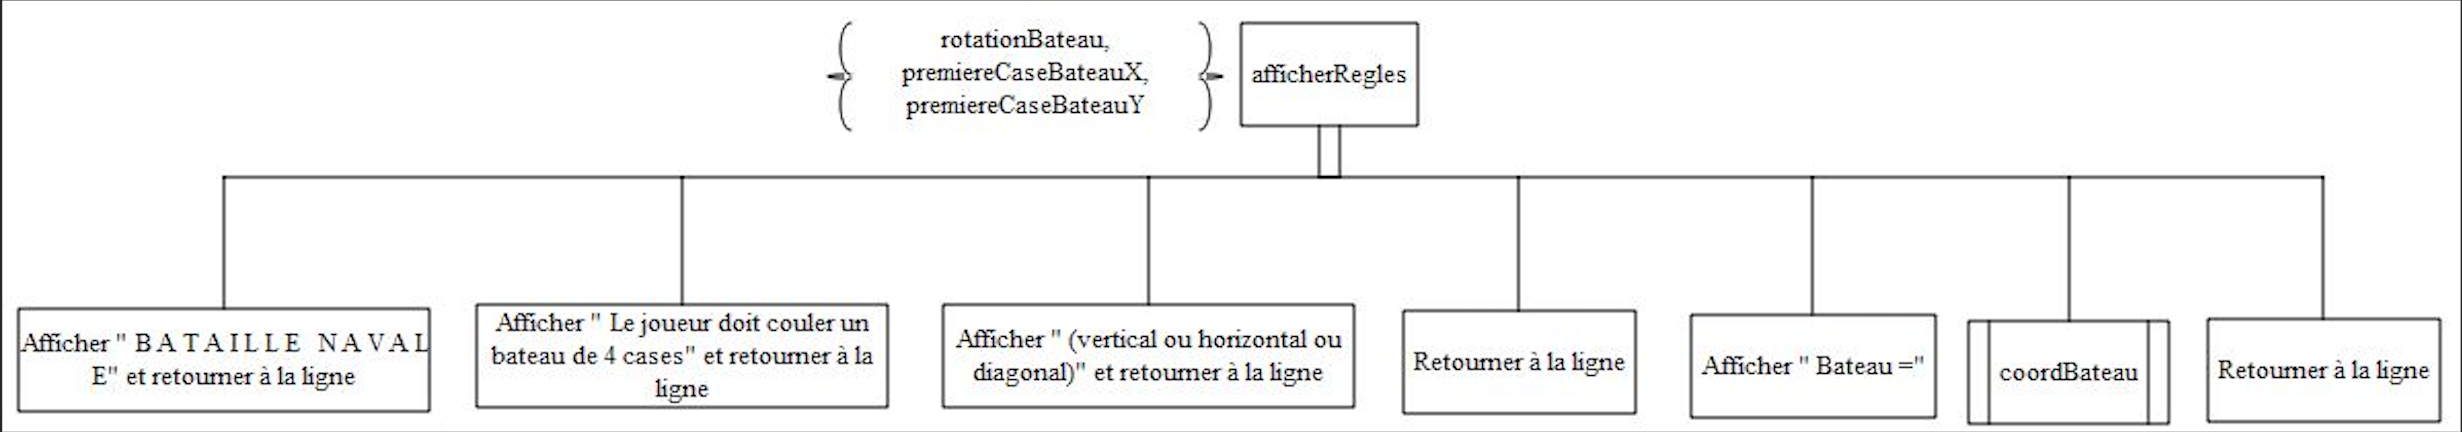 rotationBateau,
premiereCaseBateauX,
premiereCaseBateauY
afficherRegles
Afficher " B A T A I L L E   N A V A L
E" et retourner à la ligne
Afficher " Le joueur doit couler un
bateau de 4 cases" et retourner à la
ligne
Afficher " (vertical ou horizontal ou
diagonal)" et retourner à la ligne
Retourner à la ligne
Afficher " Bateau ="
coordBateau
Retourner à la ligne